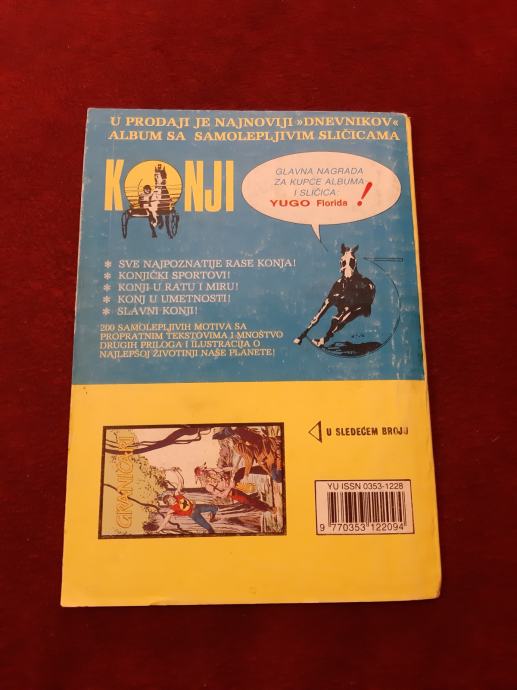 U PRODAJI JE NAJNOVIJI »DNEVNIKOV«
ALBUM SA SAMOLEPLJIVIM SLIČICAMA
KONJI
GLAVNA NAGRADA
ZA KUPCE ALBUMA
I SLIČICA:
YUGO Florida !
* SVE NAJPOZNATIJE RASE KONJA!
* KONJIČKI SPORTOVI!
* KONJI U RATU I MIRU!
* KONJ U UMETNOSTI!
* SLAVNI KONJI!
200 SAMOLEPLJIVIH MOTIVA SA
PROPRATNIM TEKSTOVIMA I MNOŠTVO
DRUGIH PRILOGA I ILUSTRACIJA O
NAJLEPŠOJ ŽIVOTINJI NAŠE PLANETE!
GRANIČARI
U SLEDEĆEM BROJU
YU ISSN 0353-1228
9 770353 122094